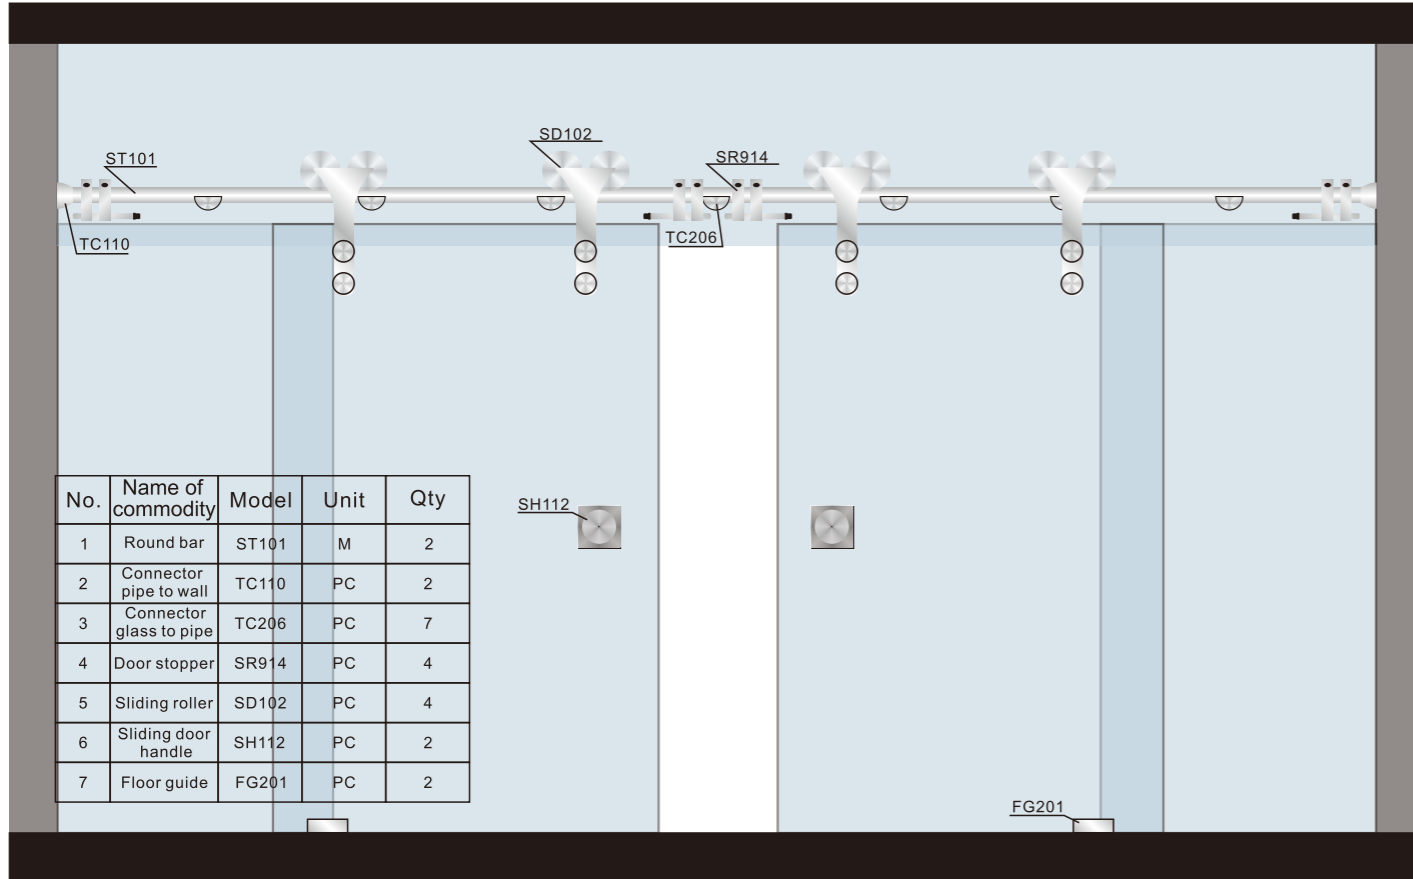 SD102
ST101
SR914
TC110
TC206
No.
Name of
commodity
Model
Unit
Qty
1
Round bar
ST101
M
2
2
Connector
pipe to wall
TC110
PC
2
3
Connector
glass to pipe
TC206
PC
7
4
Door stopper
SR914
PC
4
5
Sliding roller
SD102
PC
4
6
Sliding door
handle
SH112
PC
2
7
Floor guide
FG201
PC
2
SH112
FG201